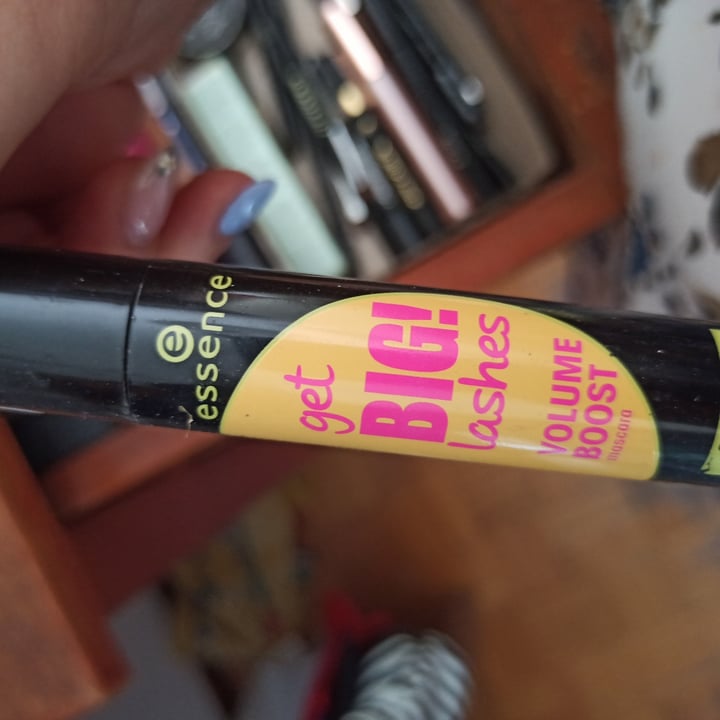 e
essence
get
BIG!
lashes
VOLUME
BOOST
mascara